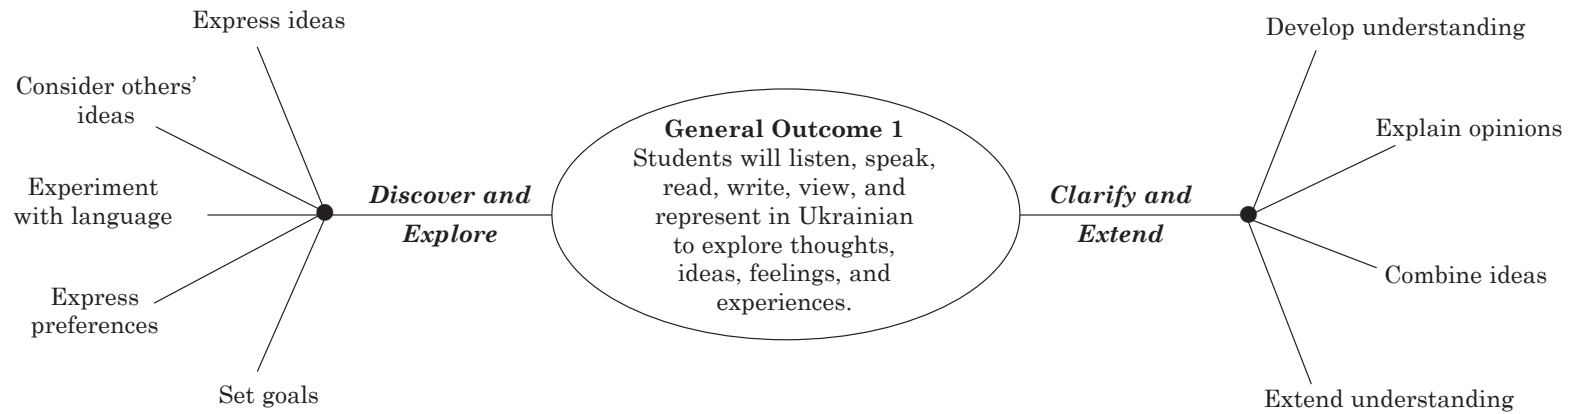 Express ideas
Consider others'
ideas
Experiment
with language
Express
preferences
Set goals
Discover and
Explore
General Outcome 1
Students will listen, speak,
read, write, view, and
represent in Ukrainian
to explore thoughts,
ideas, feelings, and
experiences.
Clarify and
Extend
Develop understanding
Explain opinions
Combine ideas
Extend understanding